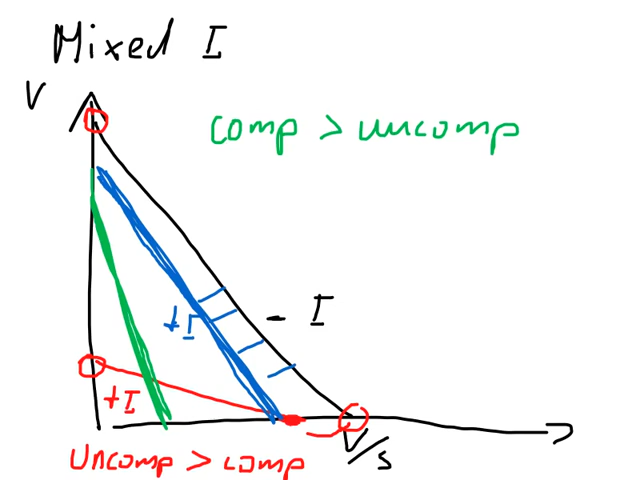 Mixed I
V
comp > uncomp
- I
+I
+I
V/s
Uncomp > comp